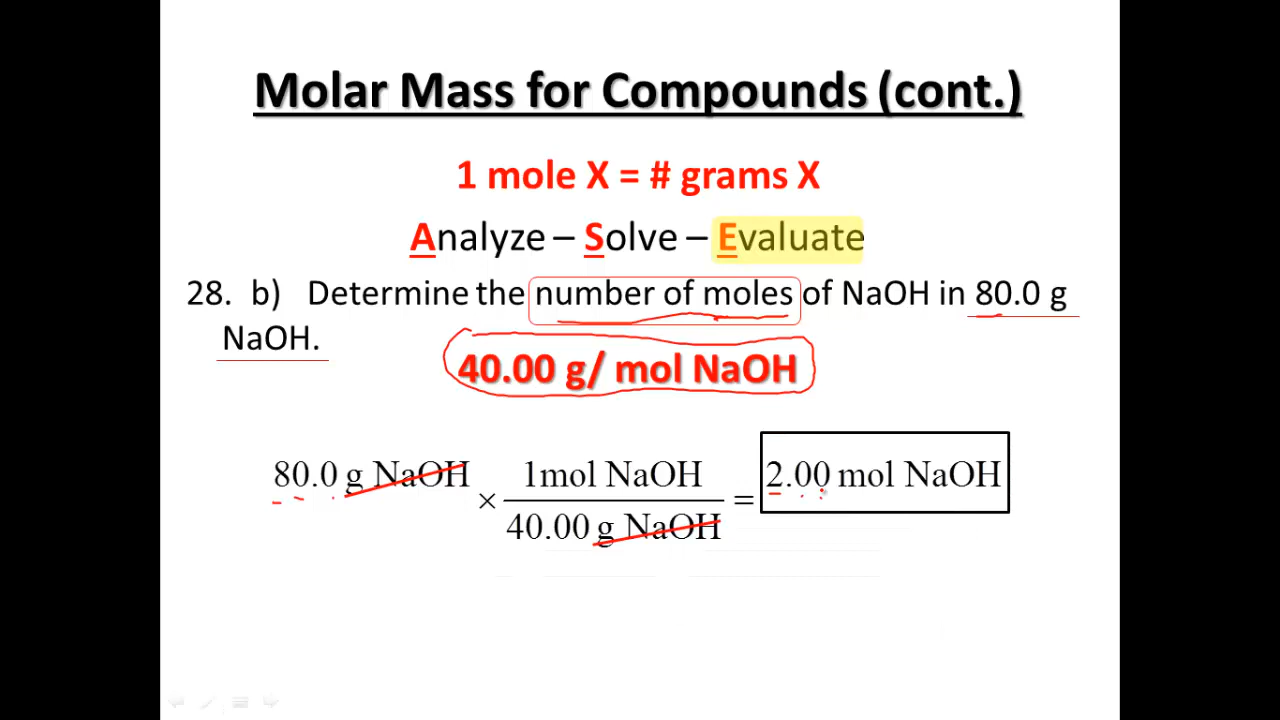 Molar Mass for Compounds (cont.)
1 mole X = # grams X
Analyze – Solve – Evaluate
28. b) Determine the number of moles of NaOH in 80.0 g
NaOH.
40.00 g/ mol NaOH
80.0 g NaOH × 1mol NaOH / 40.00 g NaOH = 2.00 mol NaOH